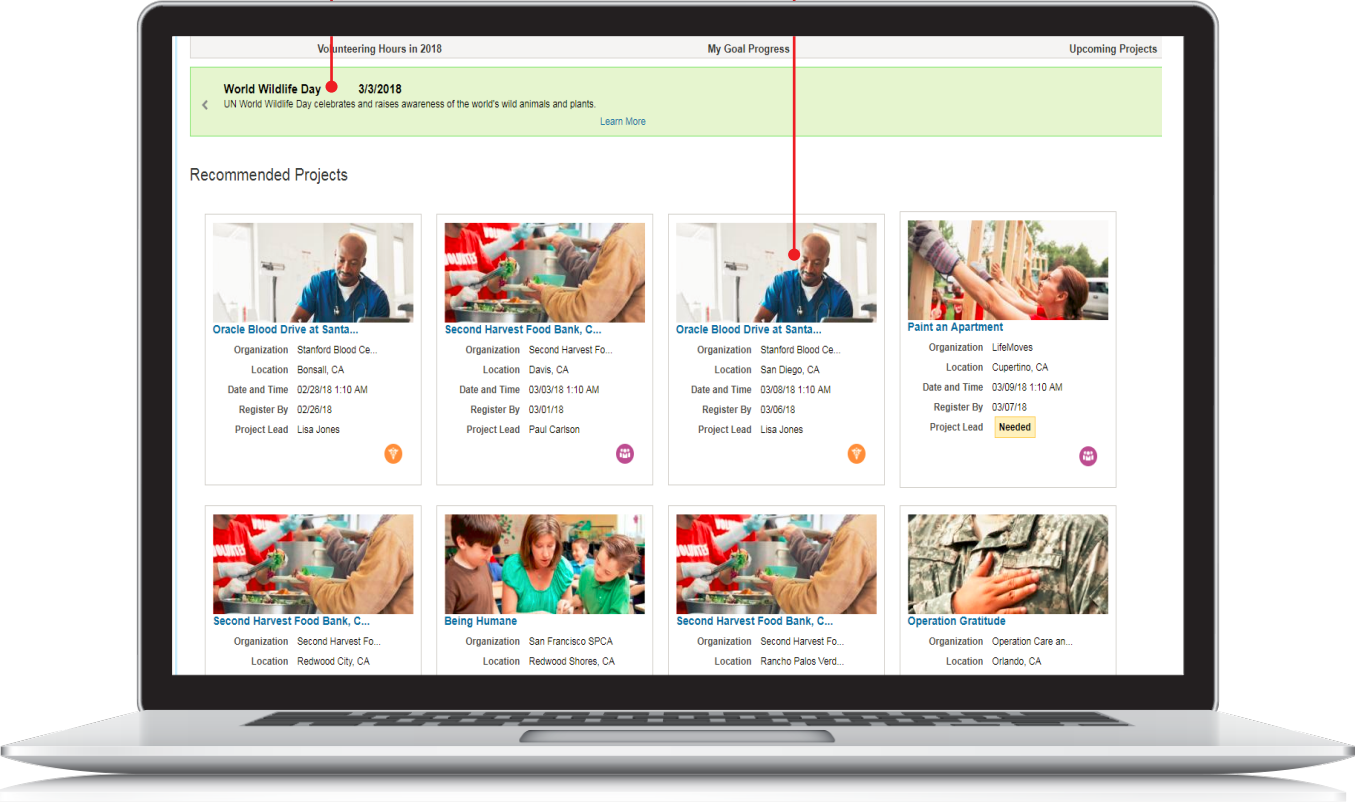 Volunteering Hours in 2018 My Goal Progress Upcoming Projects
World Wildlife Day 3/3/2018
UN World Wildlife Day celebrates and raises awareness of the world's wild animals and plants.
Learn More
Recommended Projects
Oracle Blood Drive at Santa...
Organization Stanford Blood Ce...
Location Bonsall, CA
Date and Time 02/28/18 1:10 AM
Register By 02/26/18
Project Lead Lisa Jones
Second Harvest Food Bank, C...
Organization Second Harvest Fo...
Location Davis, CA
Date and Time 03/03/18 1:10 AM
Register By 03/01/18
Project Lead Paul Carlson
Oracle Blood Drive at Santa...
Organization Stanford Blood Ce...
Location San Diego, CA
Date and Time 03/08/18 1:10 AM
Register By 03/06/18
Project Lead Lisa Jones
Paint an Apartment
Organization LifeMoves
Location Cupertino, CA
Date and Time 03/09/18 1:10 AM
Register By 03/07/18
Project Lead Needed
Second Harvest Food Bank, C...
Organization Second Harvest Fo...
Location Redwood City, CA
Being Humane
Organization San Francisco SPCA
Location Redwood Shores, CA
Second Harvest Food Bank, C...
Organization Second Harvest Fo...
Location Rancho Palos Verd...
Operation Gratitude
Organization Operation Care an...
Location Orlando, CA